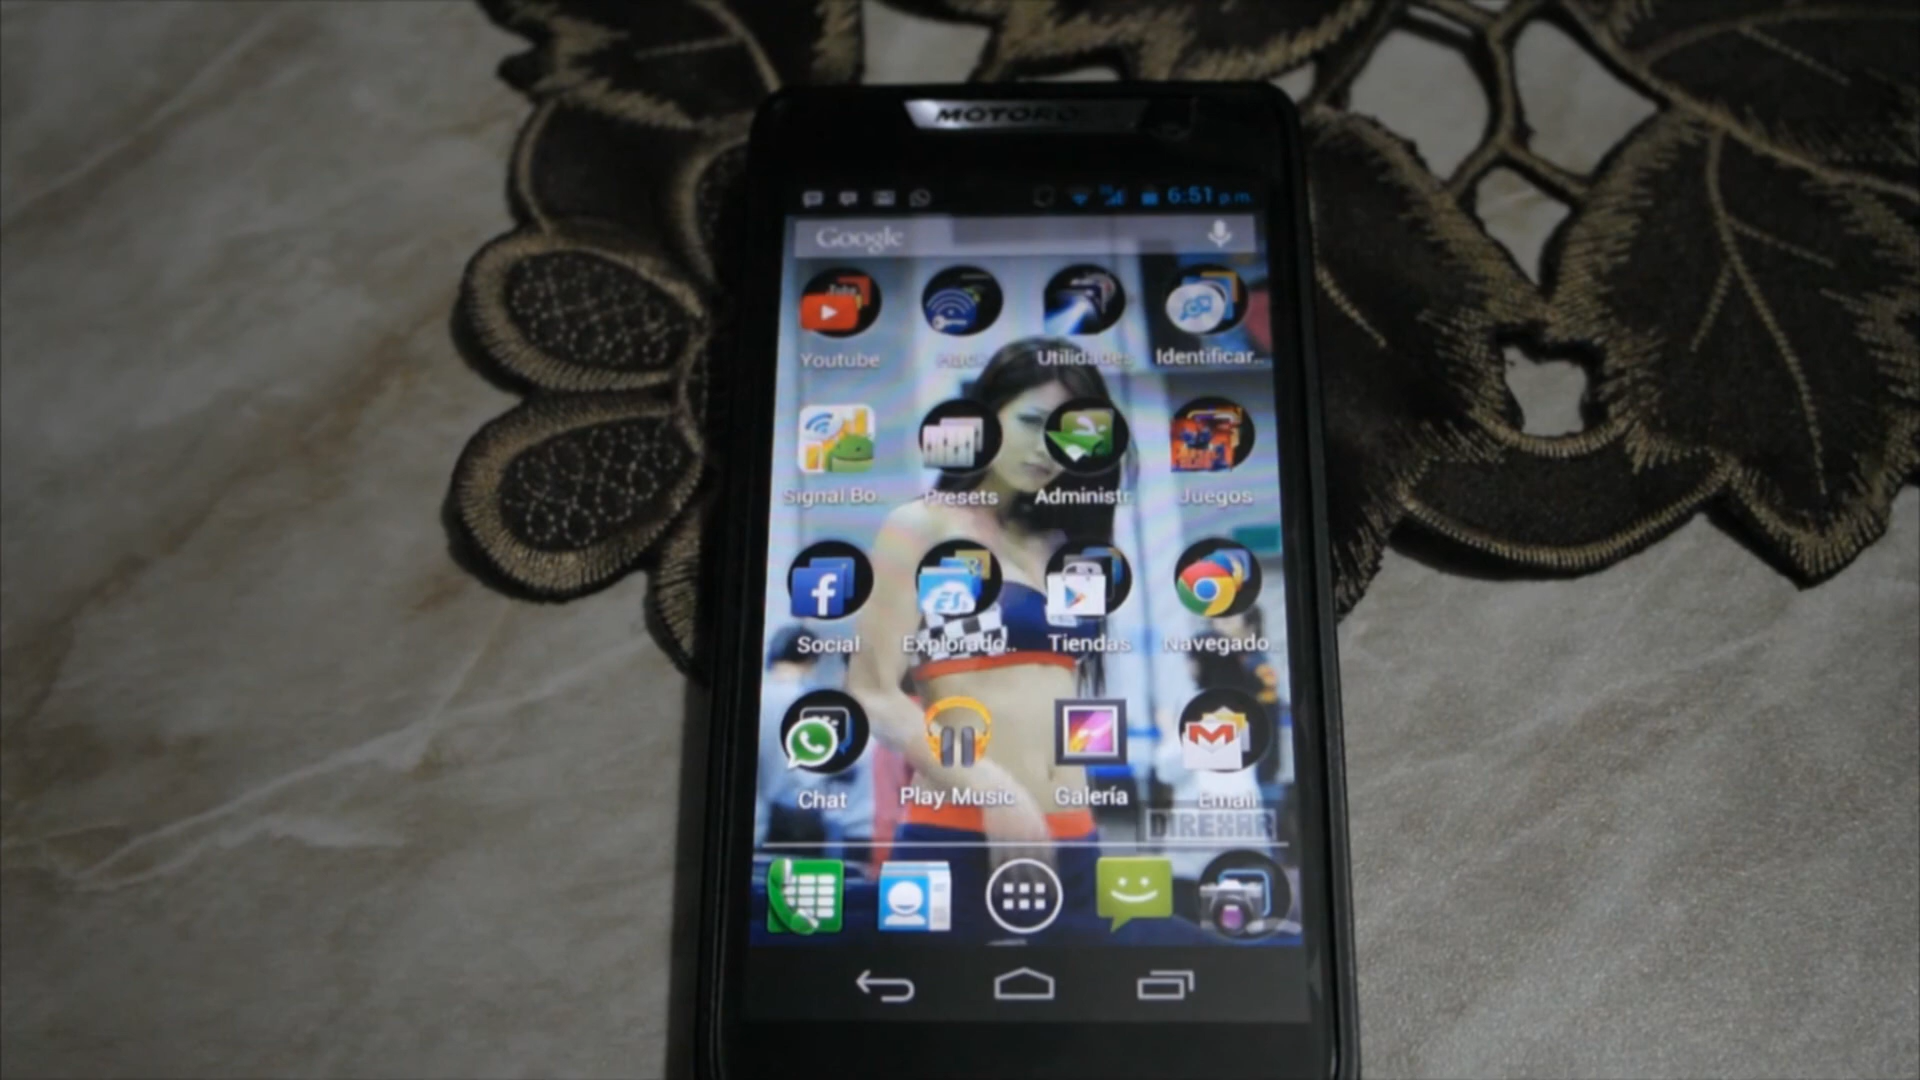 MOTORO
6:51 p.m.
Google
Youtube Utilidades Identificar..
Signal Bo.. Presets Administr Juegos
Social Explorado.. Tiendas Navegado..
Chat Play Music Galería Email
DIREXAR